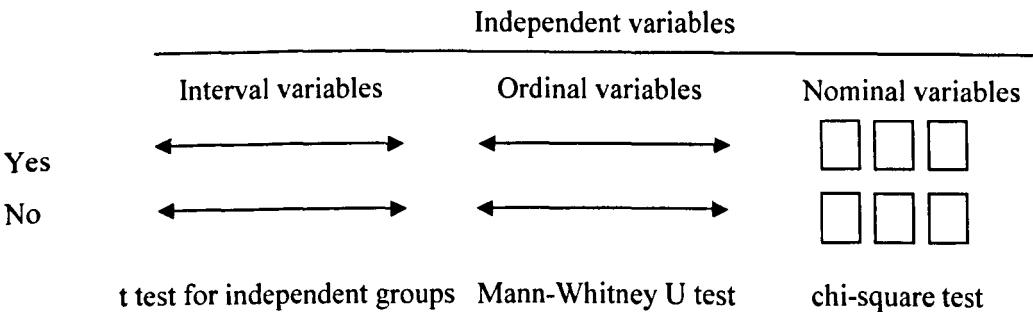 Independent variables
Interval variables Ordinal variables Nominal variables
Yes
No
t test for independent groups Mann-Whitney U test chi-square test